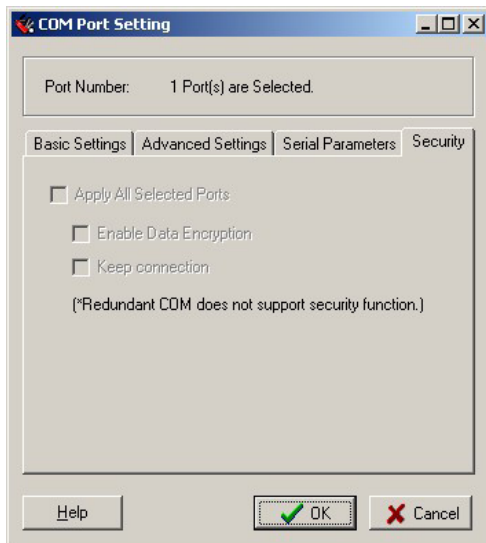 COM Port Setting
Port Number: 1 Port(s) are Selected.
Basic Settings Advanced Settings Serial Parameters Security
Apply All Selected Ports
Enable Data Encryption
Keep connection
(*Redundant COM does not support security function.)
Help OK Cancel